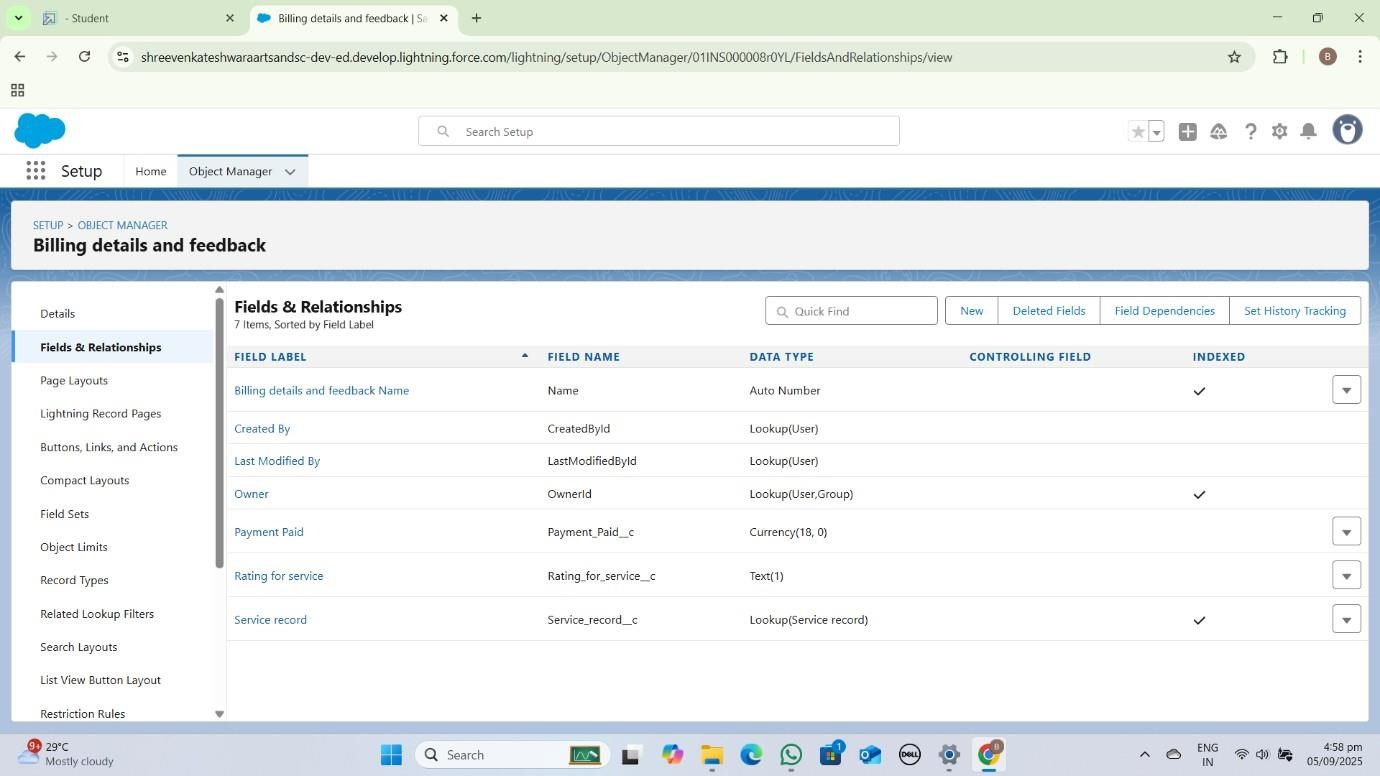 - Student
Billing details and feedback | Sa
shreevenkateshwaraartsandsc-dev-ed.develop.lightning.force.com/lightning/setup/ObjectManager/01INS000008r0YL/FieldsAndRelationships/view
B
Search Setup
Setup
Home
Object Manager
SETUP > OBJECT MANAGER
Billing details and feedback
Details
Fields & Relationships
Page Layouts
Lightning Record Pages
Buttons, Links, and Actions
Compact Layouts
Field Sets
Object Limits
Record Types
Related Lookup Filters
Search Layouts
List View Button Layout
Restriction Rules
Fields & Relationships
7 Items, Sorted by Field Label
Quick Find
New
Deleted Fields
Field Dependencies
Set History Tracking
FIELD LABEL FIELD NAME DATA TYPE CONTROLLING FIELD INDEXED
Billing details and feedback Name Name Auto Number
Created By CreatedById Lookup(User)
Last Modified By LastModifiedById Lookup(User)
Owner OwnerId Lookup(User,Group)
Payment Paid Payment_Paid__c Currency(18, 0)
Rating for service Rating_for_service__c Text(1)
Service record Service_record__c Lookup(Service record)
9+
29°C
Mostly cloudy
Search
1
DELL
B
ENG
IN
4:58 pm
05/09/2025